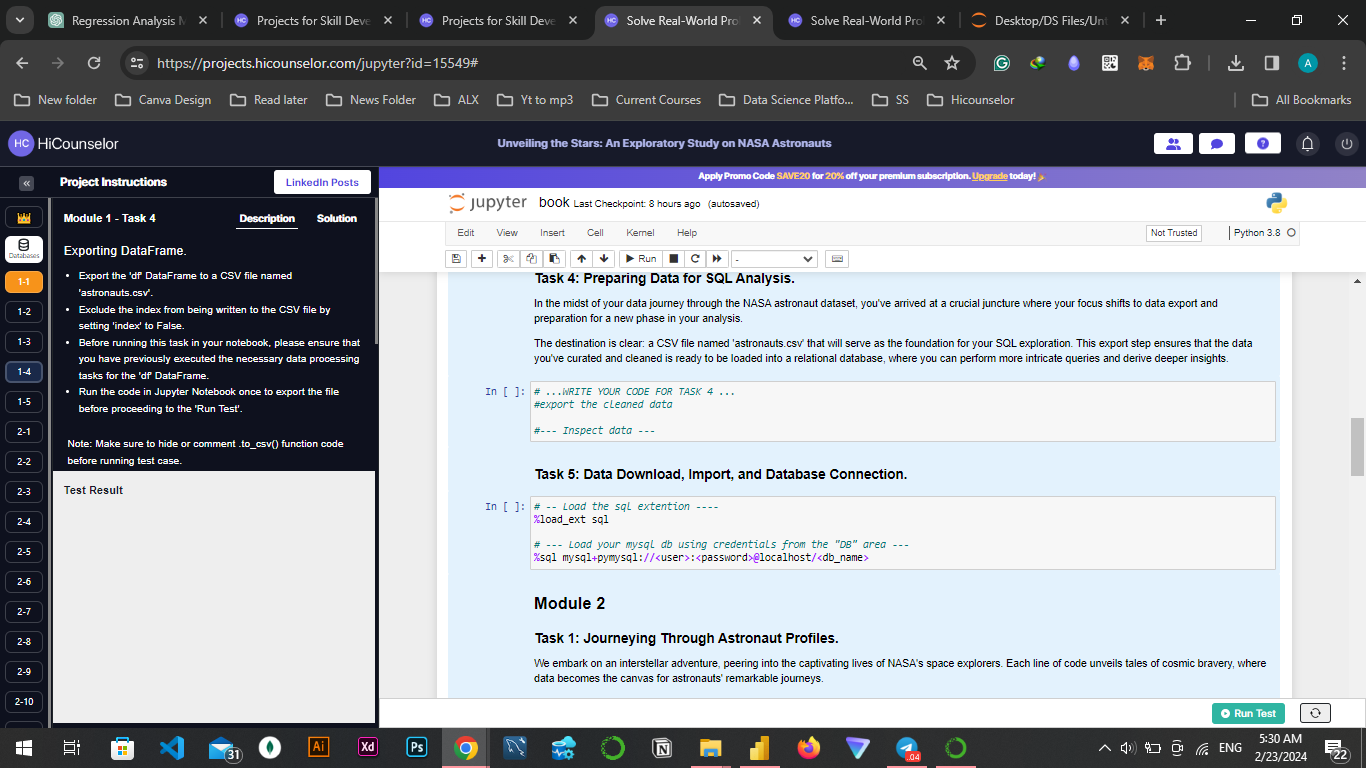 Regression Analysis M
Projects for Skill Deve
Projects for Skill Deve
Solve Real-World Pro
Solve Real-World Pro
Desktop/DS Files/Unt
https://projects.hicounselor.com/jupyter?id=15549#
New folder
Canva Design
Read later
News Folder
ALX
Yt to mp3
Current Courses
Data Science Platfo...
SS
Hicounselor
All Bookmarks
HC HiCounselor
Unveiling the Stars: An Exploratory Study on NASA Astronauts
Project Instructions
LinkedIn Posts
Apply Promo Code SAVE20 for 20% off your premium subscription. Upgrade today!
Databases
1-1
1-2
1-3
1-4
1-5
2-1
2-2
2-3
2-4
2-5
2-6
2-7
2-8
2-9
2-10
Module 1 - Task 4
Description
Solution
Exporting DataFrame.
• Export the 'df' DataFrame to a CSV file named
'astronauts.csv'.
• Exclude the index from being written to the CSV file by
setting 'index' to False.
• Before running this task in your notebook, please ensure that
you have previously executed the necessary data processing
tasks for the 'df' DataFrame.
• Run the code in Jupyter Notebook once to export the file
before proceeding to the 'Run Test'.
Note: Make sure to hide or comment .to_csv() function code
before running test case.
Test Result
jupyter book Last Checkpoint: 8 hours ago (autosaved)
Edit
View
Insert
Cell
Kernel
Help
Not Trusted
Python 3.8
Run
-
Task 4: Preparing Data for SQL Analysis.
In the midst of your data journey through the NASA astronaut dataset, you've arrived at a crucial juncture where your focus shifts to data export and
preparation for a new phase in your analysis.
The destination is clear: a CSV file named 'astronauts.csv' that will serve as the foundation for your SQL exploration. This export step ensures that the data
you've curated and cleaned is ready to be loaded into a relational database, where you can perform more intricate queries and derive deeper insights.
In [ ]:
# ...WRITE YOUR CODE FOR TASK 4 ...
#export the cleaned data
#--- Inspect data ---
Task 5: Data Download, Import, and Database Connection.
In [ ]:
# -- Load the sql extention ----
%load_ext sql
# --- Load your mysql db using credentials from the "DB" area ---
%sql mysql+pymysql://<user>:<password>@localhost/<db_name>
Module 2
Task 1: Journeying Through Astronaut Profiles.
We embark on an interstellar adventure, peering into the captivating lives of NASA's space explorers. Each line of code unveils tales of cosmic bravery, where
data becomes the canvas for astronauts' remarkable journeys.
Run Test
31
Ai
Xd
Ps
.04
ENG
5:30 AM
2/23/2024
22